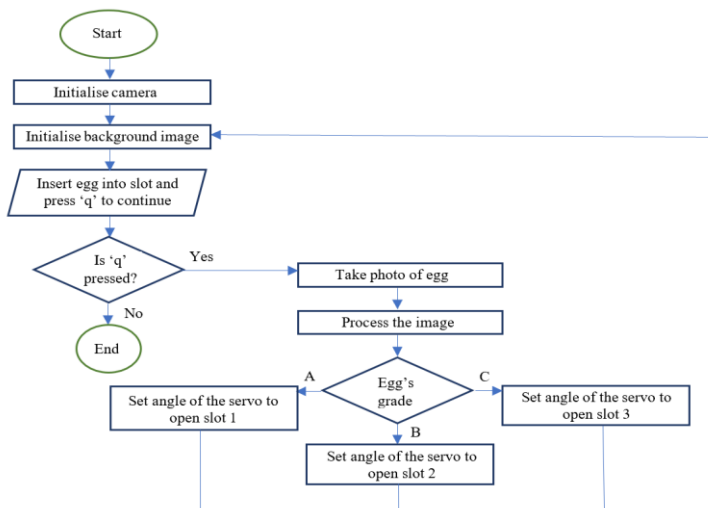 Start
Initialise camera
Initialise background image
Insert egg into slot and
press ‘q’ to continue
Is ‘q’
pressed?
Yes
No
End
Take photo of egg
Process the image
Egg’s
grade
A
B
C
Set angle of the servo to
open slot 1
Set angle of the servo to
open slot 2
Set angle of the servo to
open slot 3